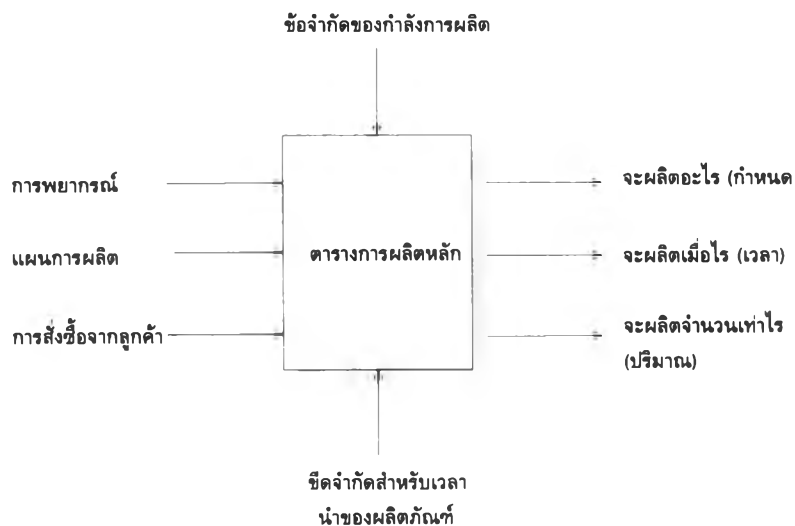 ข้อจำกัดของกำลังการผลิต
การพยากรณ์
จะผลิตอะไร (กำหนด
แผนการผลิต
ตารางการผลิตหลัก
จะผลิตเมื่อไร (เวลา)
การสั่งซื้อจากลูกค้า
จะผลิตจำนวนเท่าไร
(ปริมาณ)
ขีดจำกัดสำหรับเวลา
นำของผลิตภัณฑ์